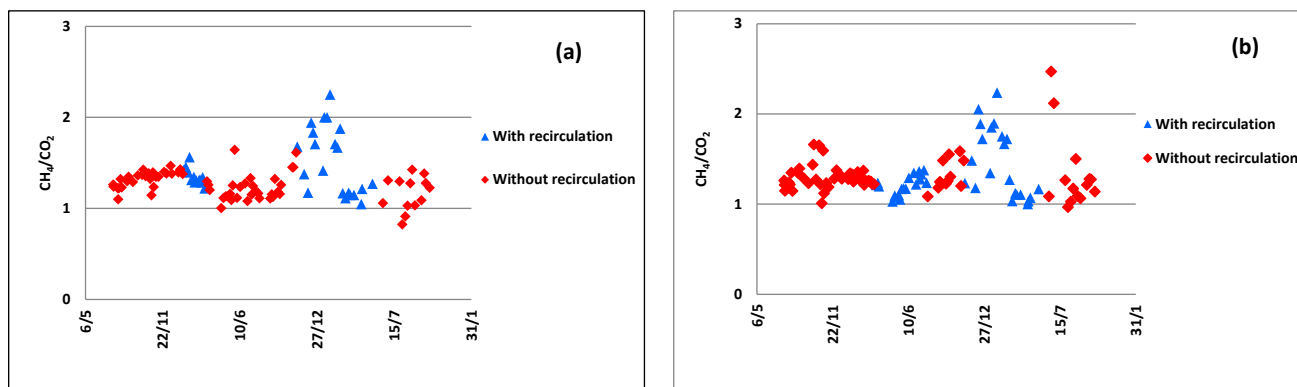 3
(a)
2
With recirculation
CH4/CO2
Without recirculation
1
0
6/5
22/11
10/6
27/12
15/7
31/1
3
(b)
2
With recirculation
CH4/CO2
Without recirculation
1
0
6/5
22/11
10/6
27/12
15/7
31/1